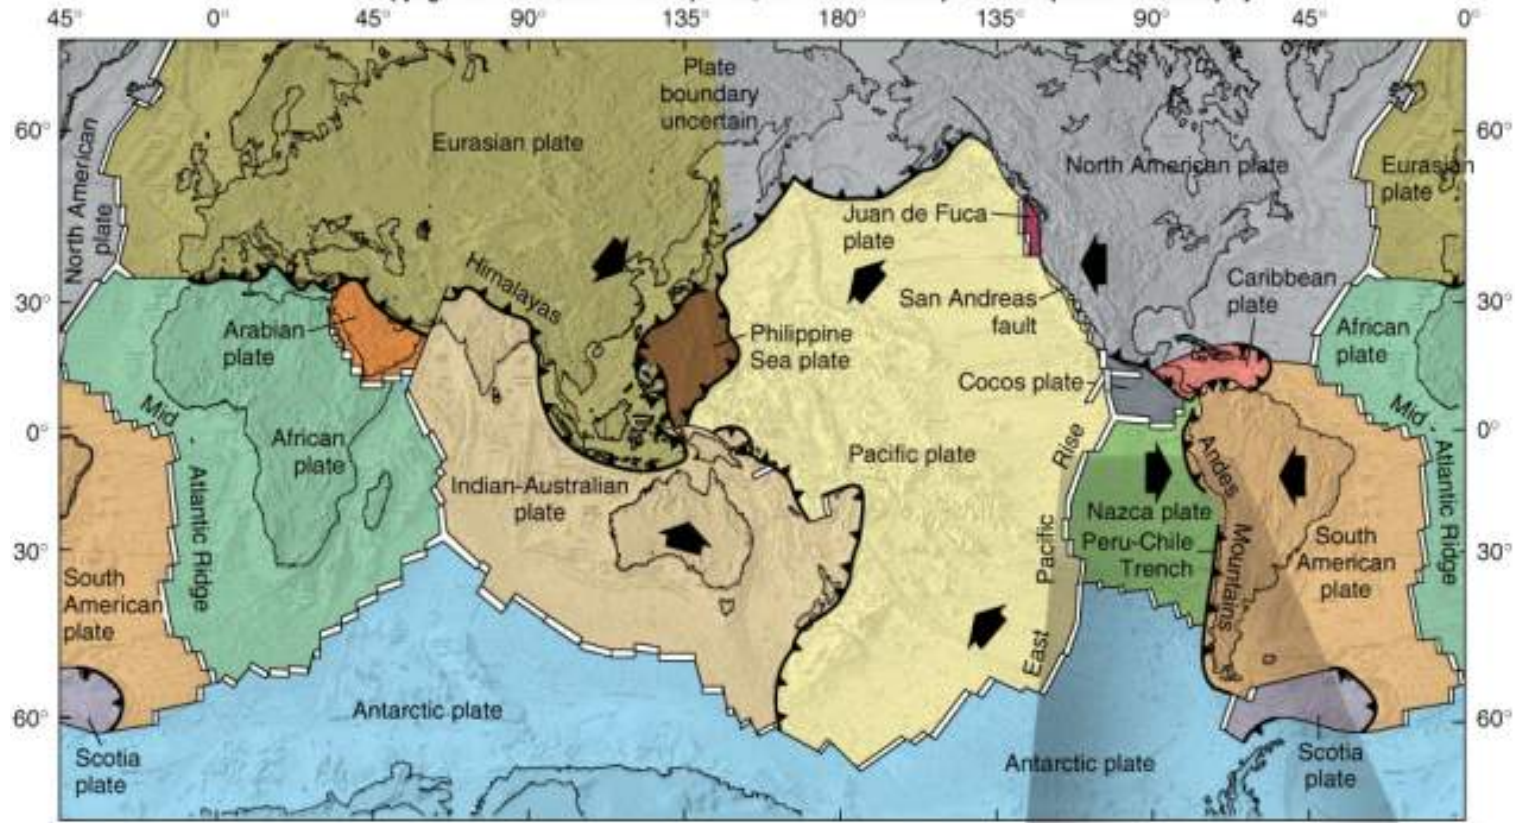 45° 0° 45° 90° 135° 180° 135° 90° 45° 0°
Plate
boundary
uncertain
60°
60°
Eurasian plate
North American plate
Eurasian
plate
North American
plate
Juan de Fuca
plate
Himalayas
Caribbean
plate
San Andreas
fault
30°
30°
Arabian
plate
Philippine
Sea plate
African
plate
Cocos plate
Mid
Mid -
0°
0°
African
plate
Pacific plate
Rise
Andes
Atlantic Ridge
Indian-Australian
plate
Nazca plate
Peru-Chile
Trench
Mountains
South
American
plate
Atlantic Ridge
30°
30°
Pacific
South
American
plate
East
60°
60°
Antarctic plate
Scotia
plate
Antarctic plate
Scotia
plate